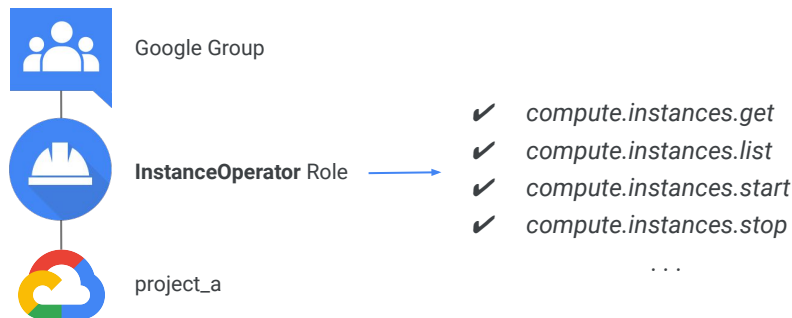 Google Group
InstanceOperator Role
project_a
✔ compute.instances.get
✔ compute.instances.list
✔ compute.instances.start
✔ compute.instances.stop
. . .